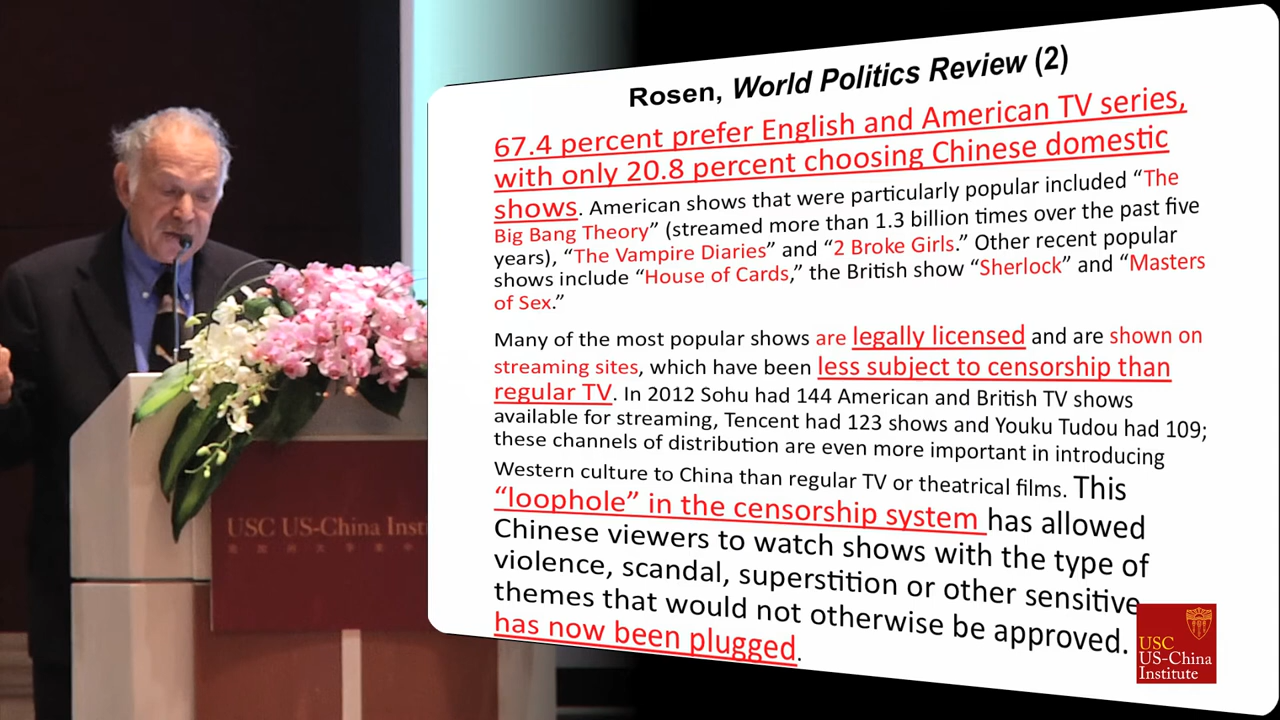 Rosen, World Politics Review (2)
67.4 percent prefer English and American TV series,
with only 20.8 percent choosing Chinese domestic
shows. American shows that were particularly popular included “The
Big Bang Theory” (streamed more than 1.3 billion times over the past five
years), “The Vampire Diaries” and “2 Broke Girls.” Other recent popular
shows include “House of Cards,” the British show “Sherlock” and “Masters
of Sex.”
Many of the most popular shows are legally licensed and are shown on
streaming sites, which have been less subject to censorship than
regular TV. In 2012 Sohu had 144 American and British TV shows
available for streaming, Tencent had 123 shows and Youku Tudou had 109;
these channels of distribution are even more important in introducing
Western culture to China than regular TV or theatrical films. This
“loophole” in the censorship system has allowed
Chinese viewers to watch shows with the type of
violence, scandal, superstition or other sensitive
themes that would not otherwise be approved.
has now been plugged.
USC US-China Insti
USC
US-China
Institute